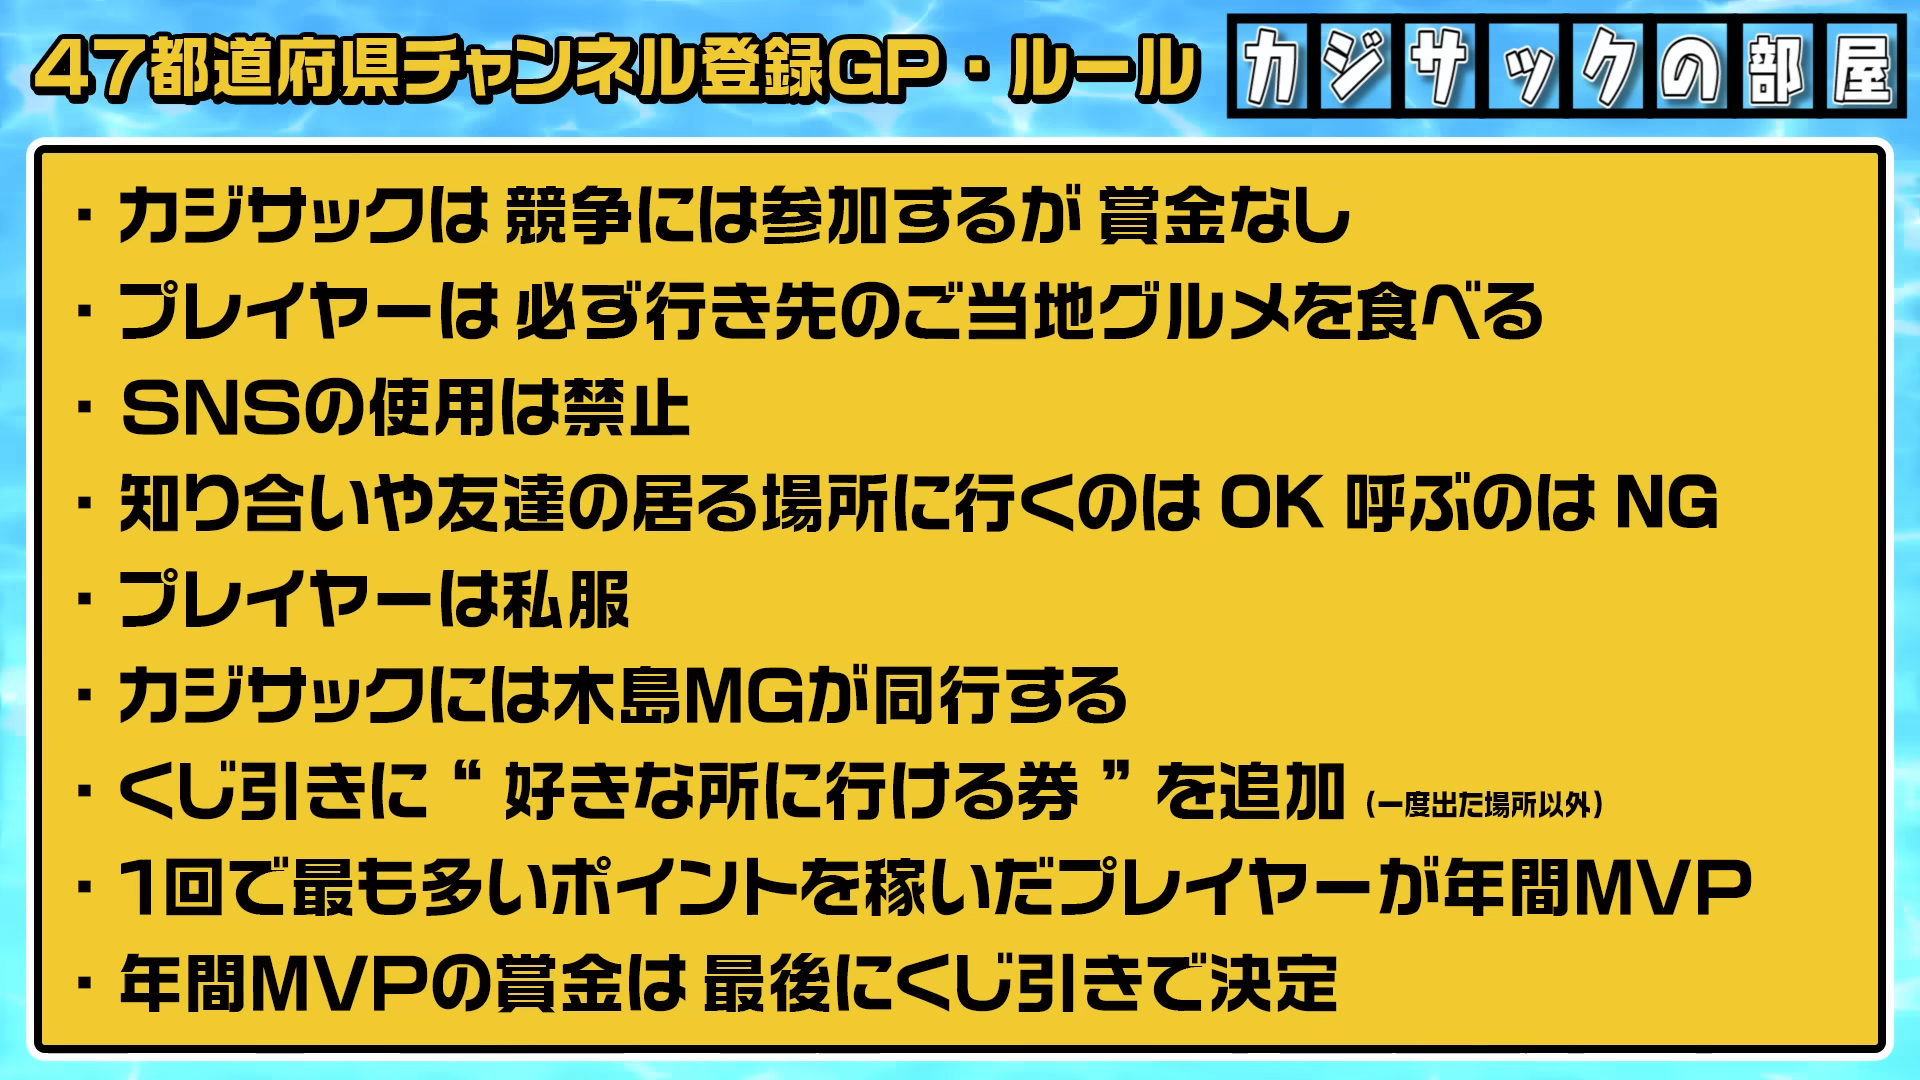 47都道府県チャンネル登録GP・ルール
カジサックの部屋
・カジサックは 競争には参加するが 賞金なし
・プレイヤーは 必ず行き先のご当地グルメを食べる
・SNSの使用は禁止
・知り合いや友達の居る場所に行くのは OK 呼ぶのは NG
・プレイヤーは私服
・カジサックには木島MGが同行する
・くじ引きに“ 好きな所に行ける券 ”を追加 (一度出た場所以外)
・1回で最も多いポイントを稼いだプレイヤーが年間MVP
・年間MVPの賞金は 最後にくじ引きで決定